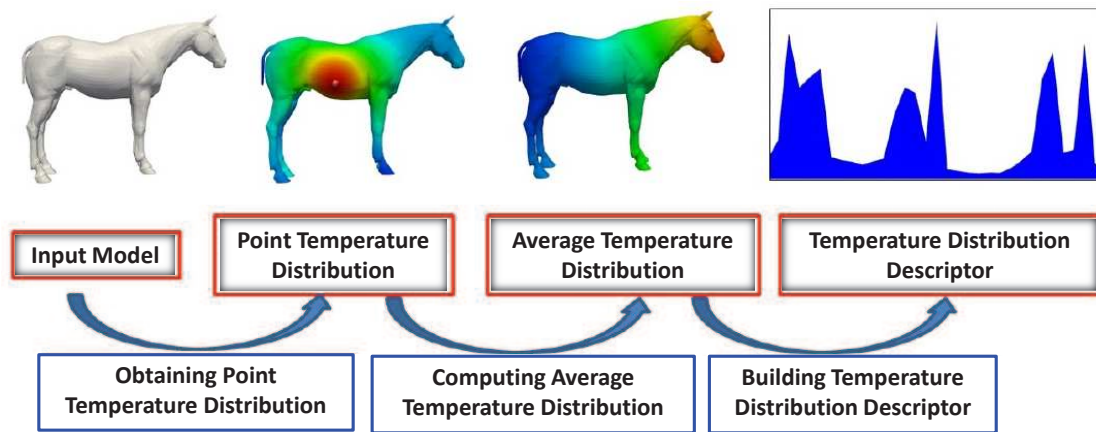 Input Model
Point Temperature
Distribution
Average Temperature
Distribution
Temperature Distribution
Descriptor
Obtaining Point
Temperature Distribution
Computing Average
Temperature Distribution
Building Temperature
Distribution Descriptor